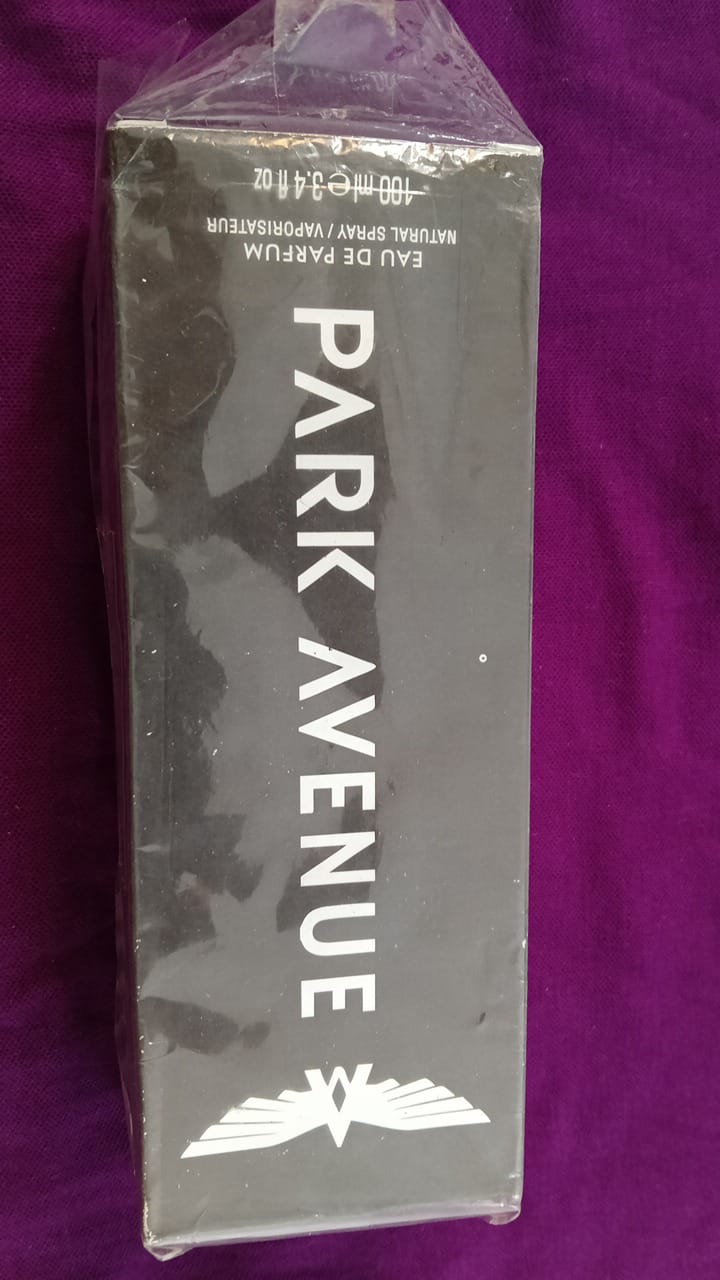 PARK AVENUE
EAU DE PARFUM
NATURAL SPRAY / VAPORISATEUR
100 ml ℮ 3.4 fl oz